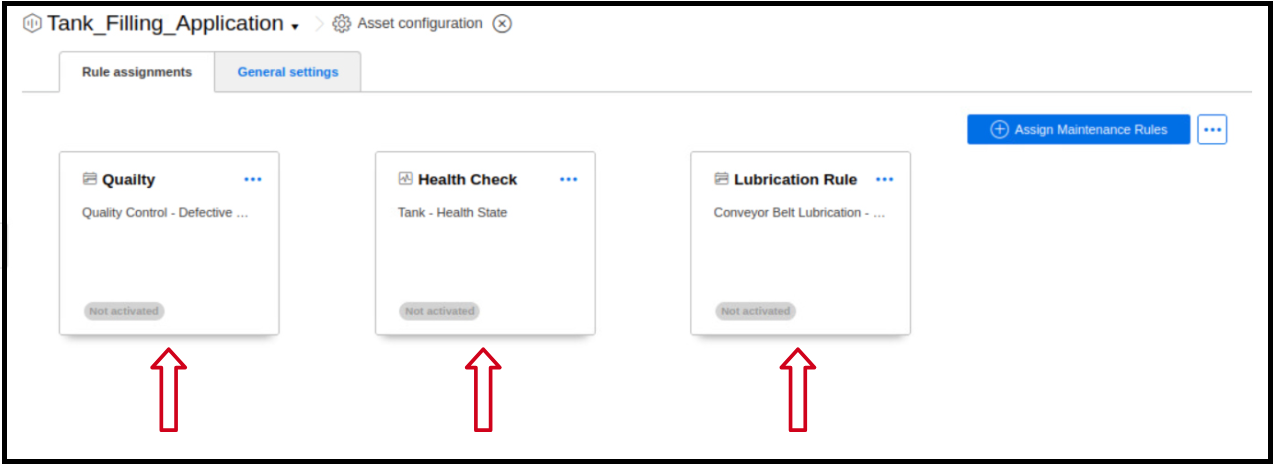 Tank_Filling_Application
Asset configuration
Rule assignments
General settings
Assign Maintenance Rules
Quailty
Quality Control - Defective ...
Not activated
Health Check
Tank - Health State
Not activated
Lubrication Rule
Conveyor Belt Lubrication - ...
Not activated